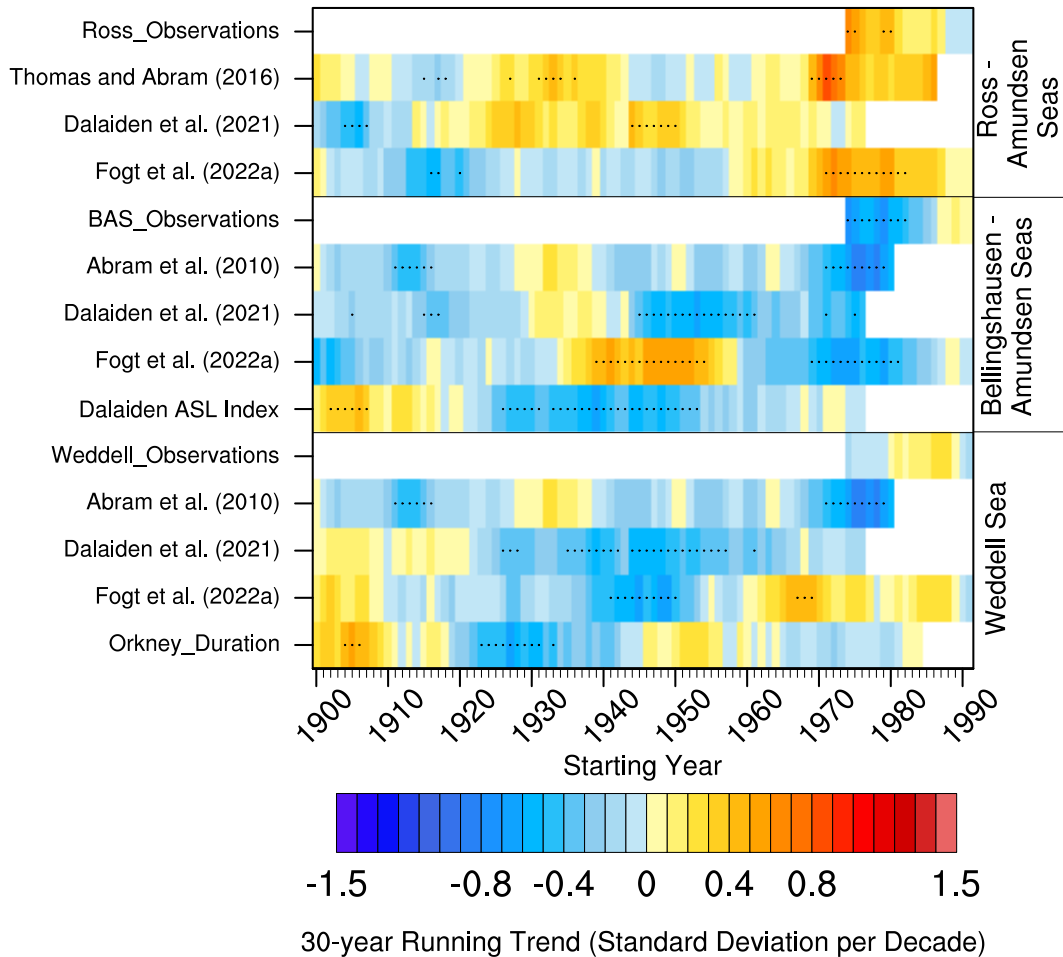 Ross_Observations
Thomas and Abram (2016)
Dalaiden et al. (2021)
Fogt et al. (2022a)
Ross -
Amundsen
Seas
BAS_Observations
Abram et al. (2010)
Dalaiden et al. (2021)
Fogt et al. (2022a)
Dalaiden ASL Index
Bellingshausen -
Amundsen Seas
Weddell_Observations
Abram et al. (2010)
Dalaiden et al. (2021)
Fogt et al. (2022a)
Orkney_Duration
Weddell Sea
1900 1910 1920 1930 1940 1950 1960 1970 1980 1990
Starting Year
-1.5 -0.8 -0.4 0 0.4 0.8 1.5
30-year Running Trend (Standard Deviation per Decade)